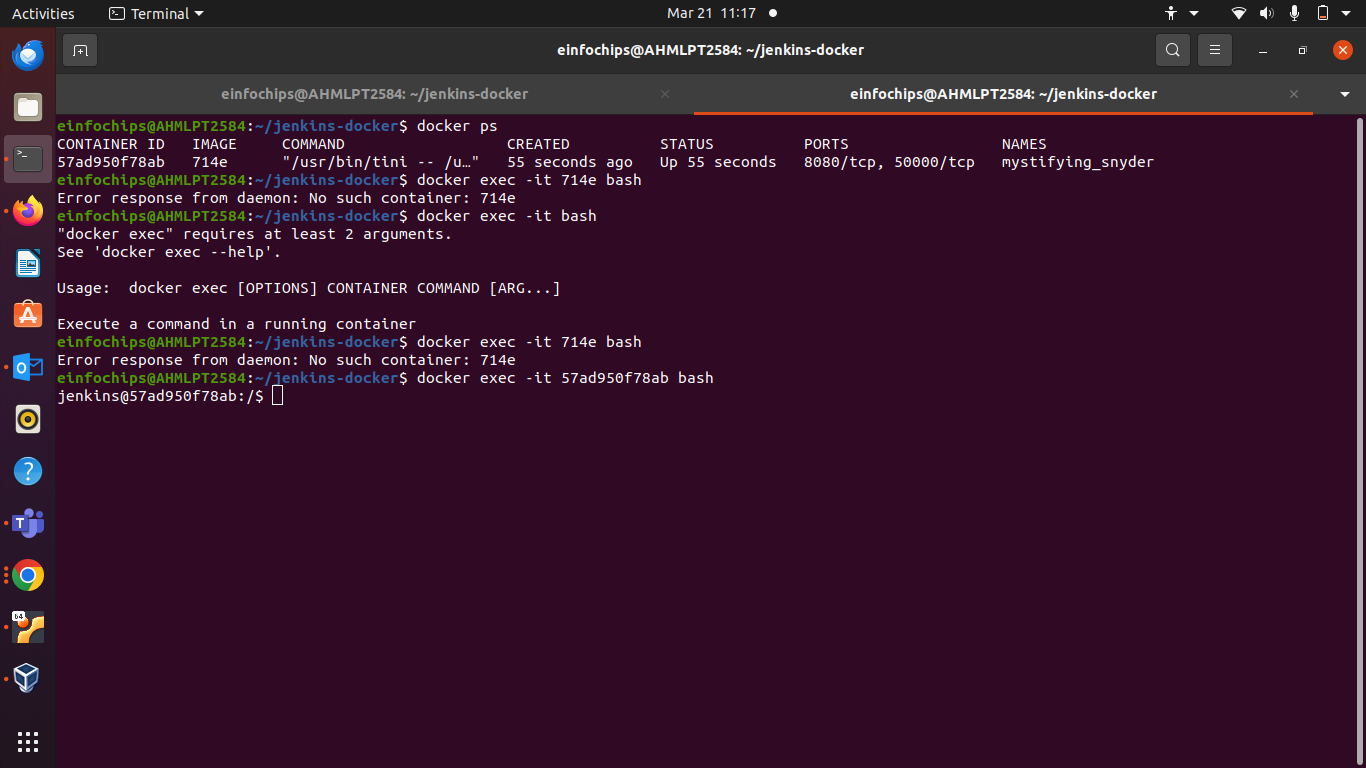 Activities
Terminal
Mar 21 11:17
einfochips@AHMLPT2584: ~/jenkins-docker
einfochips@AHMLPT2584: ~/jenkins-docker
einfochips@AHMLPT2584: ~/jenkins-docker
einfochips@AHMLPT2584:~/jenkins-docker$ docker ps
CONTAINER ID   IMAGE     COMMAND                  CREATED          STATUS          PORTS                 NAMES
57ad950f78ab   714e      "/usr/bin/tini -- /u…"   55 seconds ago   Up 55 seconds   8080/tcp, 50000/tcp   mystifying_snyder
einfochips@AHMLPT2584:~/jenkins-docker$ docker exec -it 714e bash
Error response from daemon: No such container: 714e
einfochips@AHMLPT2584:~/jenkins-docker$ docker exec -it bash
"docker exec" requires at least 2 arguments.
See 'docker exec --help'.
Usage:  docker exec [OPTIONS] CONTAINER COMMAND [ARG...]
Execute a command in a running container
einfochips@AHMLPT2584:~/jenkins-docker$ docker exec -it 714e bash
Error response from daemon: No such container: 714e
einfochips@AHMLPT2584:~/jenkins-docker$ docker exec -it 57ad950f78ab bash
jenkins@57ad950f78ab:/$